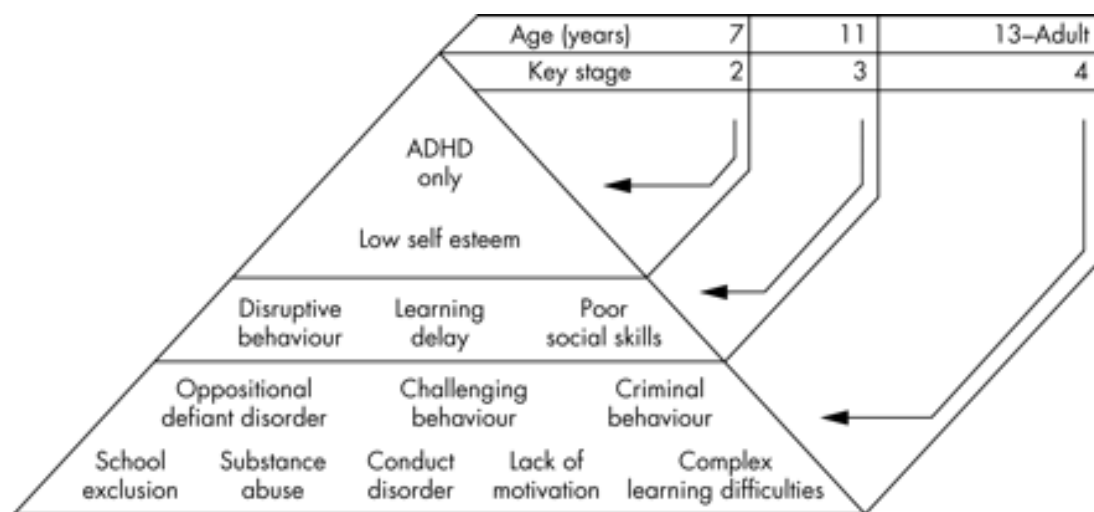 Age (years) 7 11 13–Adult
Key stage 2 3 4
ADHD
only
Low self esteem
Disruptive Learning Poor
behaviour delay social skills
Oppositional Challenging Criminal
defiant disorder behaviour behaviour
School Substance Conduct Lack of Complex
exclusion abuse disorder motivation learning difficulties